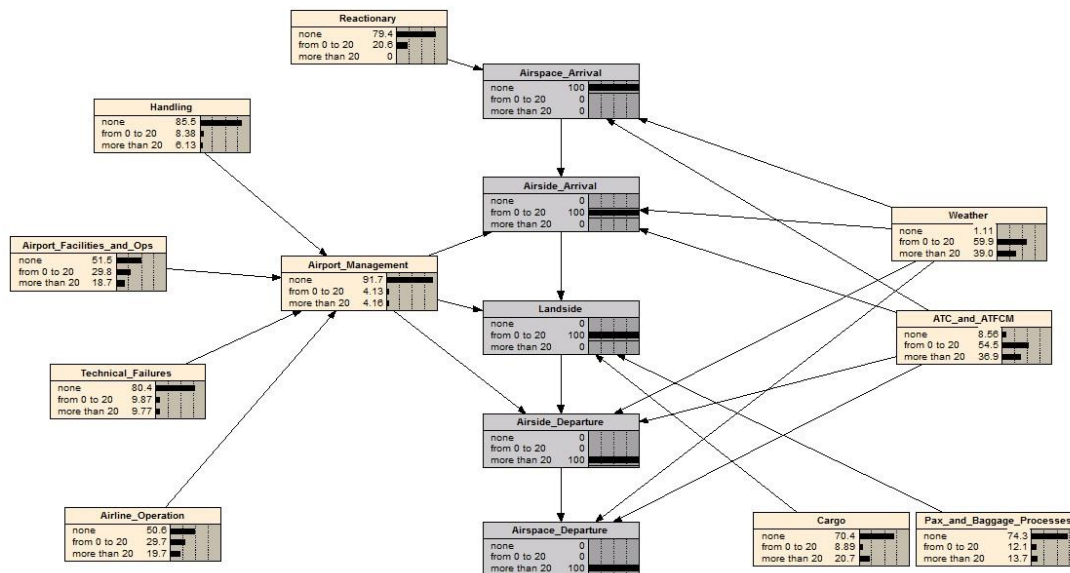 Reactionary
none 79.4
from 0 to 20 20.6
more than 20 0
Airspace_Arrival
none 100
from 0 to 20 0
more than 20 0
Handling
none 85.5
from 0 to 20 8.38
more than 20 6.13
Airside_Arrival
none 0
from 0 to 20 100
more than 20 0
Weather
none 1.11
from 0 to 20 59.9
more than 20 39.0
Airport_Facilities_and_Ops
none 51.5
from 0 to 20 29.8
more than 20 18.7
Airport_Management
none 91.7
from 0 to 20 4.13
more than 20 4.16
Landside
none 0
from 0 to 20 100
more than 20 0
ATC_and_ATFCM
none 8.56
from 0 to 20 54.5
more than 20 36.9
Technical_Failures
none 80.4
from 0 to 20 9.87
more than 20 9.77
Airside_Departure
none 0
from 0 to 20 0
more than 20 100
Airline_Operation
none 50.6
from 0 to 20 29.7
more than 20 19.7
Airspace_Departure
none 0
from 0 to 20 0
more than 20 100
Cargo
none 70.4
from 0 to 20 8.89
more than 20 20.7
Pax_and_Baggage_Processes
none 74.3
from 0 to 20 12.1
more than 20 13.7